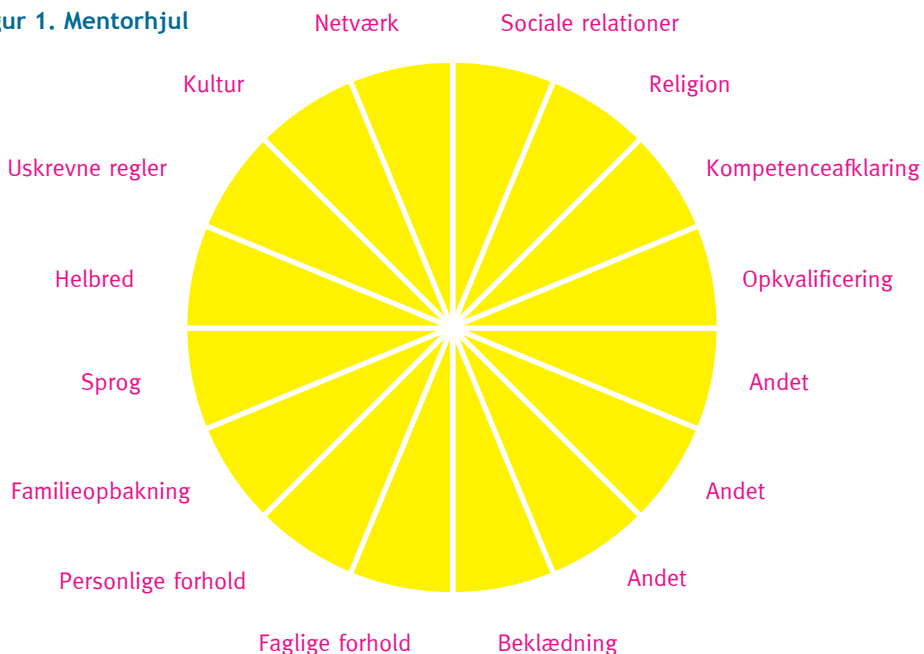 gur 1. Mentorhjul
Netværk
Sociale relationer
Kultur
Religion
Uskrevne regler
Kompetenceafklaring
Helbred
Opkvalificering
Sprog
Andet
Familieopbakning
Andet
Personlige forhold
Andet
Faglige forhold
Beklædning